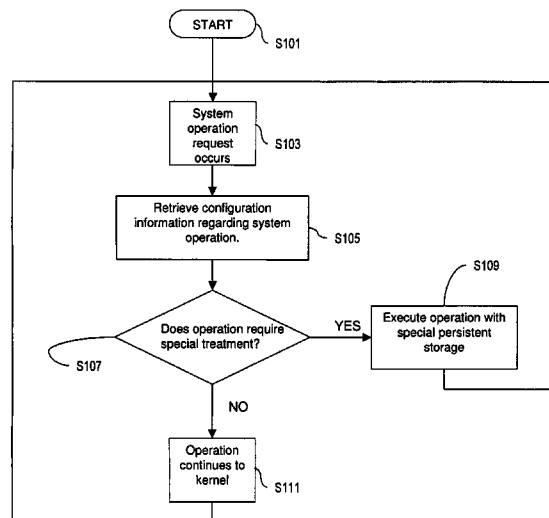 START
S101
System
operation
request
occurs
S103
Retrieve configuration
information regarding system
operation.
S105
S109
Does operation require
special treatment?
YES
Execute operation with
special persistent
storage
S107
NO
Operation
continues to
kernel
S111